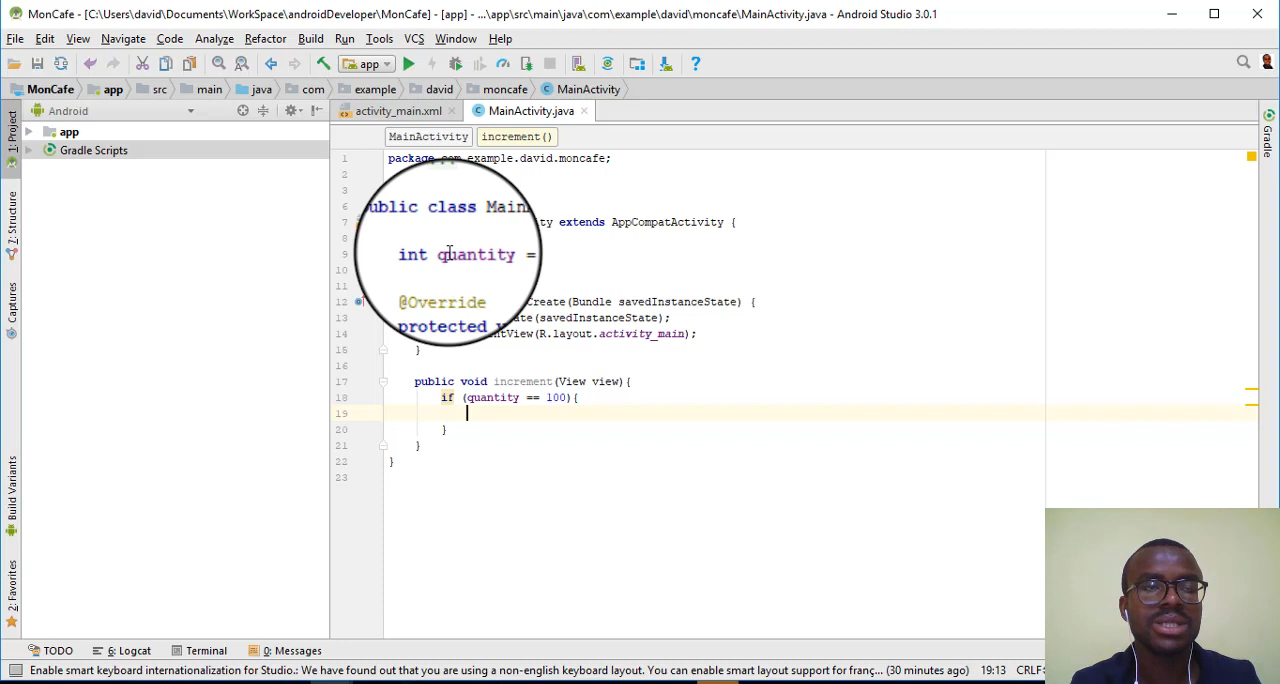 MonCafe - [C:\Users\david\Documents\WorkSpace\androidDeveloper\MonCafe] - [app] - ...\app\src\main\java\com\example\david\moncafe\MainActivity.java - Android Studio 3.0.1
File Edit View Navigate Code Analyze Refactor Build Run Tools VCS Window Help
app
MonCafe app src main java com example david moncafe MainActivity
Android
activity_main.xml
MainActivity.java
1: Project
7: Structure
Captures
Build Variants
2: Favorites
Gradle
app
Gradle Scripts
MainActivity increment()
1 package com.example.david.moncafe;
2
3
6 ublic class Main
7 ty extends AppCompatActivity {
8
9 int quantity =
10
@Override
12 Create(Bundle savedInstanceState) {
13 ate(savedInstanceState);
protected
14 ntView(R.layout.activity_main);
15 }
16
17 public void increment(View view){
18 if (quantity == 100){
19
20 }
21 }
22 }
23
TODO 6: Logcat Terminal 0: Messages
Enable smart keyboard internationalization for Studio.: We have found out that you are using a non-english keyboard layout. You can enable smart layout support for franç... (30 minutes ago) 19:13 CRLF